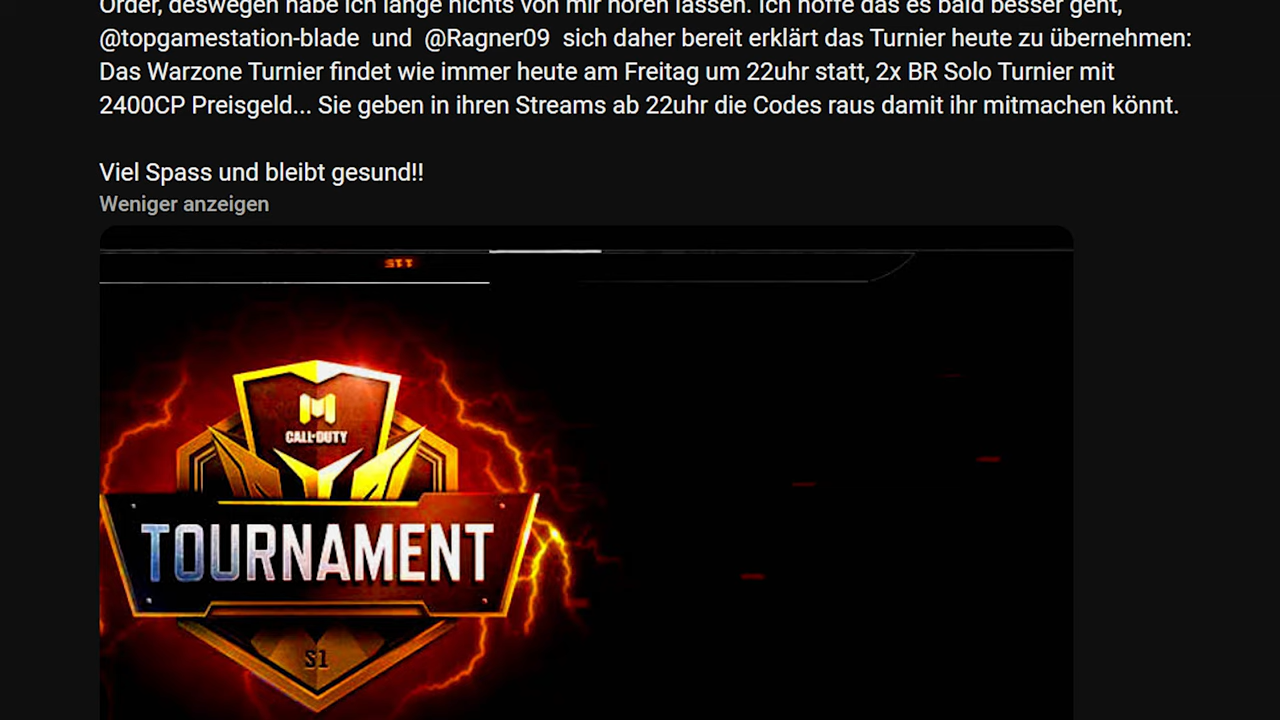 Order, deswegen habe ich lange nichts von mir hören lassen. Ich hoffe das es bald besser geht,
@topgamestation-blade und @Ragner09 sich daher bereit erklärt das Turnier heute zu übernehmen:
Das Warzone Turnier findet wie immer heute am Freitag um 22uhr statt, 2x BR Solo Turnier mit
2400CP Preisgeld... Sie geben in ihren Streams ab 22uhr die Codes raus damit ihr mitmachen könnt.
Viel Spass und bleibt gesund!!
Weniger anzeigen
CALL OF DUTY
TOURNAMENT
S1